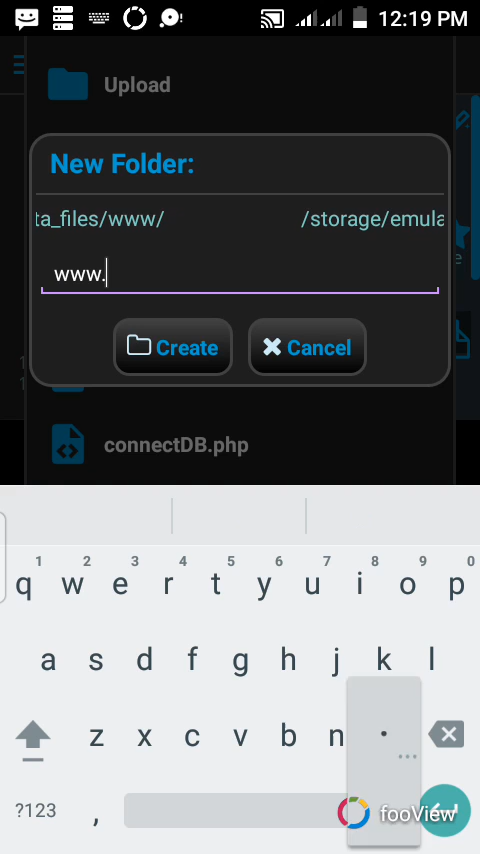 12:19 PM
Upload
New Folder:
ta_files/www/ /storage/emula
www.
Create Cancel
connectDB.php
1 2 3 4 5 6 7 8 9 0
q w e r t y u i o p
a s d f g h j k l
z x c v b n .
?123 , fooView